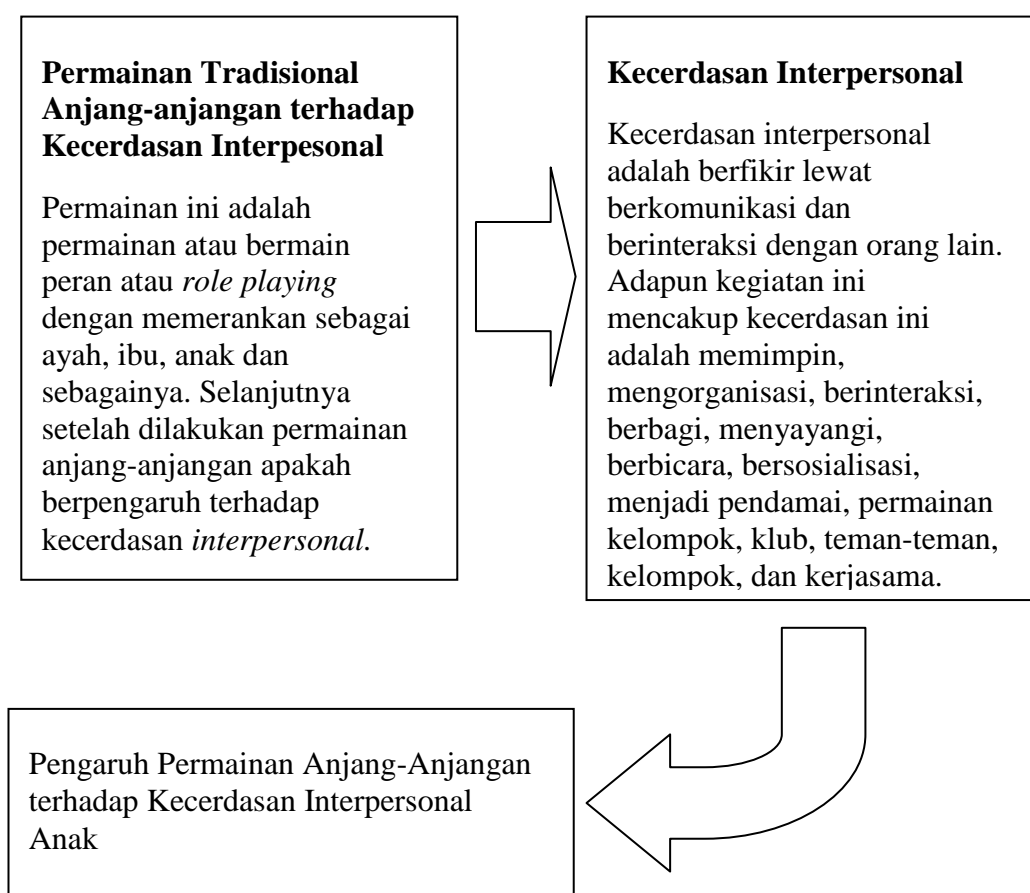 Permainan Tradisional
Anjang-anjangan terhadap
Kecerdasan Interpesonal
Permainan ini adalah
permainan atau bermain
peran atau role playing
dengan memerankan sebagai
ayah, ibu, anak dan
sebagainya. Selanjutnya
setelah dilakukan permainan
anjang-anjangan apakah
berpengaruh terhadap
kecerdasan interpersonal.
Kecerdasan Interpersonal
Kecerdasan interpersonal
adalah berfikir lewat
berkomunikasi dan
berinteraksi dengan orang lain.
Adapun kegiatan ini
mencakup kecerdasan ini
adalah memimpin,
mengorganisasi, berinteraksi,
berbagi, menyayangi,
berbicara, bersosialisasi,
menjadi pendamai, permainan
kelompok, klub, teman-teman,
kelompok, dan kerjasama.
Pengaruh Permainan Anjang-Anjangan
terhadap Kecerdasan Interpersonal
Anak